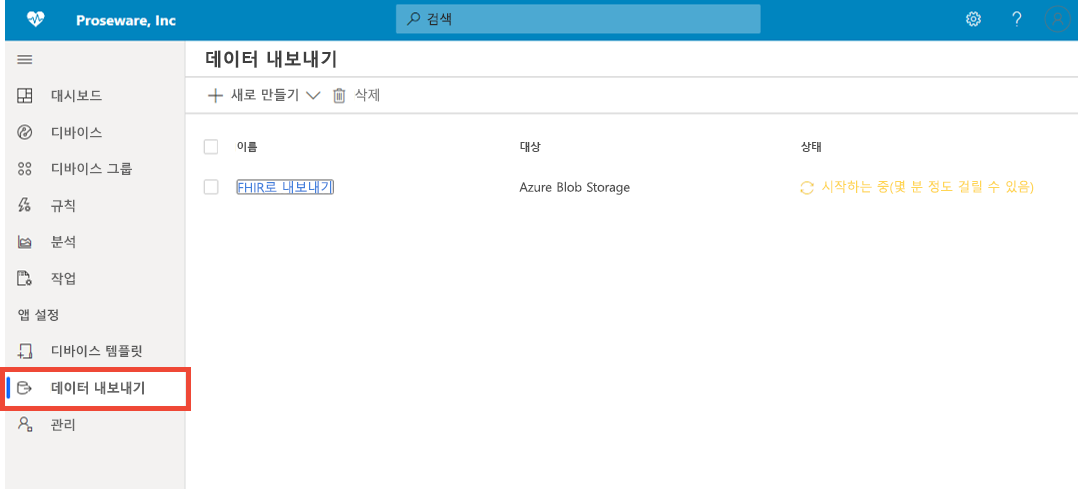 Proseware, Inc
검색
?
데이터 내보내기
새로 만들기
삭제
대시보드
디바이스
디바이스 그룹
규칙
분석
작업
앱 설정
디바이스 템플릿
데이터 내보내기
관리
이름 대상 상태
FHIR로 내보내기 Azure Blob Storage 시작하는 중(몇 분 정도 걸릴 수 있음)